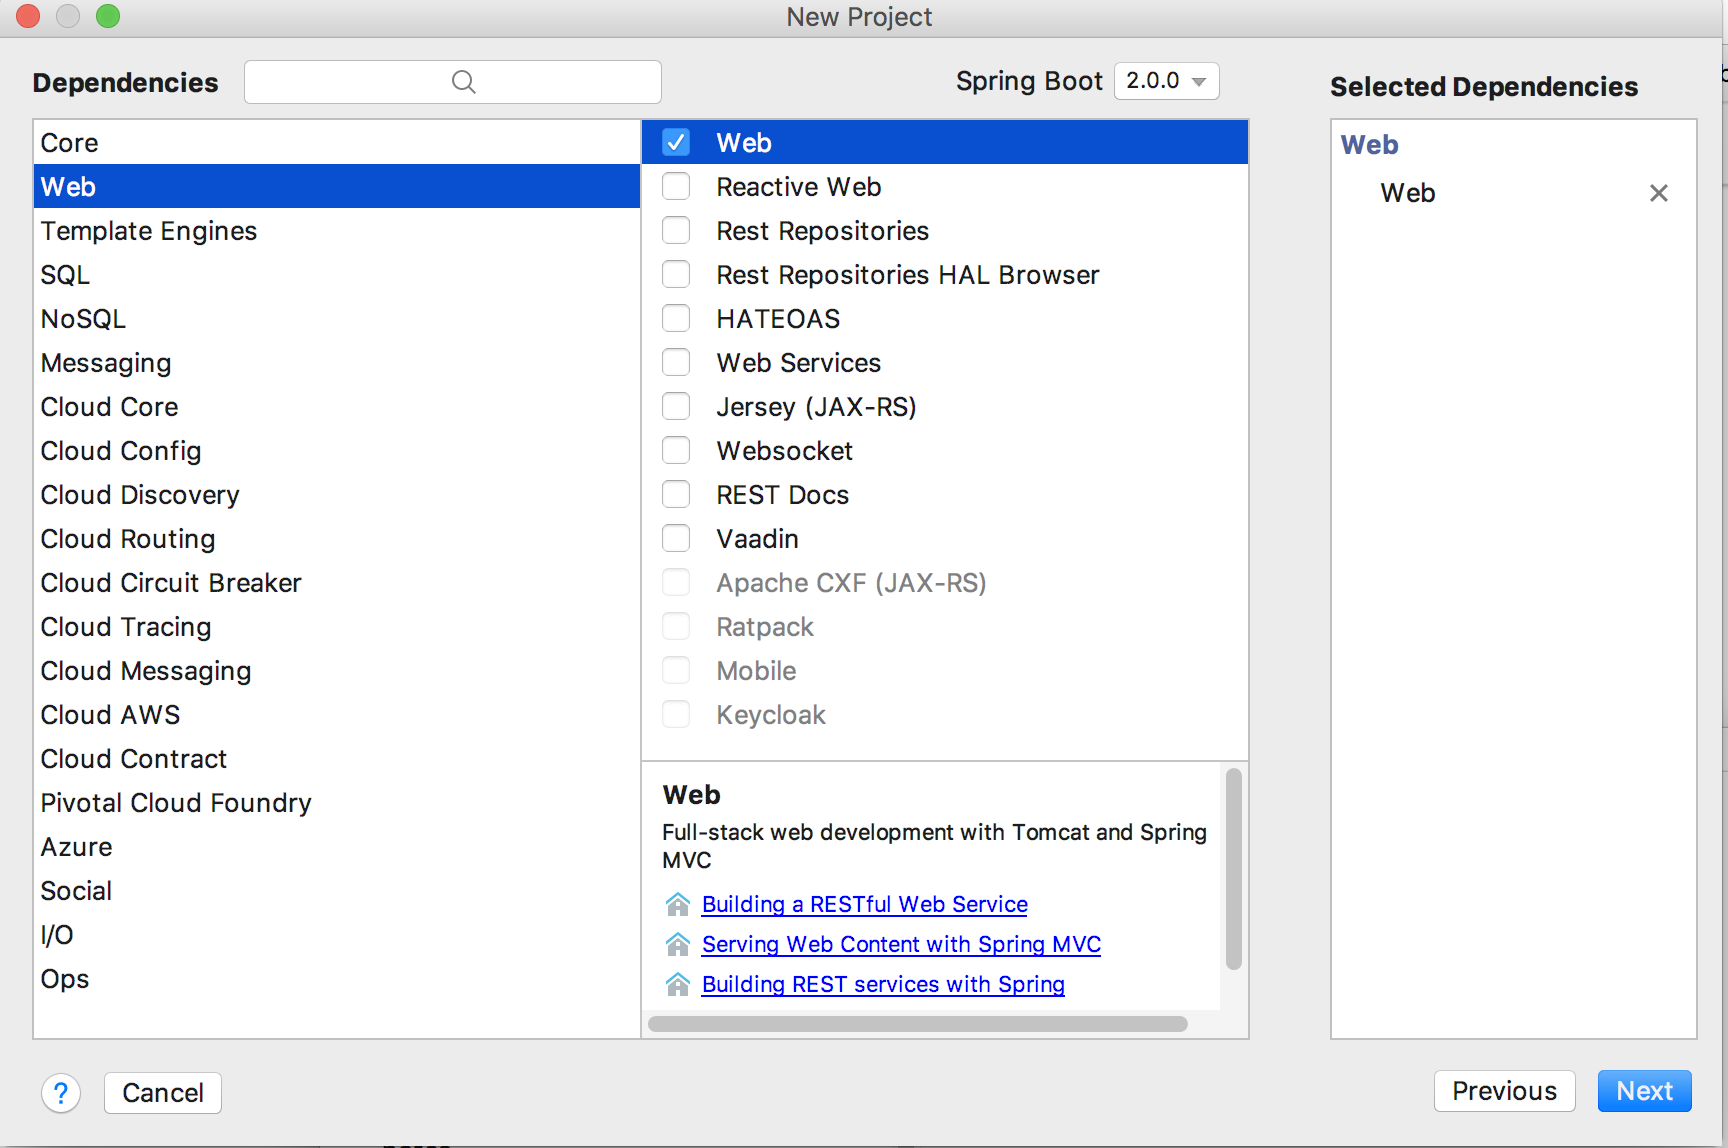 New Project
Dependencies
Spring Boot 2.0.0
Selected Dependencies
Core
Web
Template Engines
SQL
NoSQL
Messaging
Cloud Core
Cloud Config
Cloud Discovery
Cloud Routing
Cloud Circuit Breaker
Cloud Tracing
Cloud Messaging
Cloud AWS
Cloud Contract
Pivotal Cloud Foundry
Azure
Social
I/O
Ops
Web
Reactive Web
Rest Repositories
Rest Repositories HAL Browser
HATEOAS
Web Services
Jersey (JAX-RS)
Websocket
REST Docs
Vaadin
Apache CXF (JAX-RS)
Ratpack
Mobile
Keycloak
Web
Full-stack web development with Tomcat and Spring
MVC
Building a RESTful Web Service
Serving Web Content with Spring MVC
Building REST services with Spring
Web
Web
?
Cancel
Previous
Next